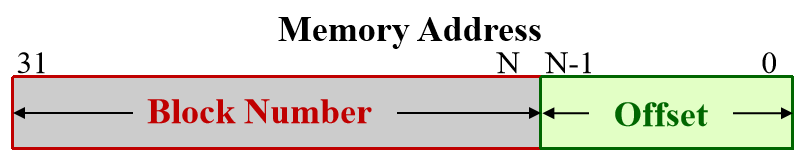 Memory Address
31 N N-1 0
Block Number Offset